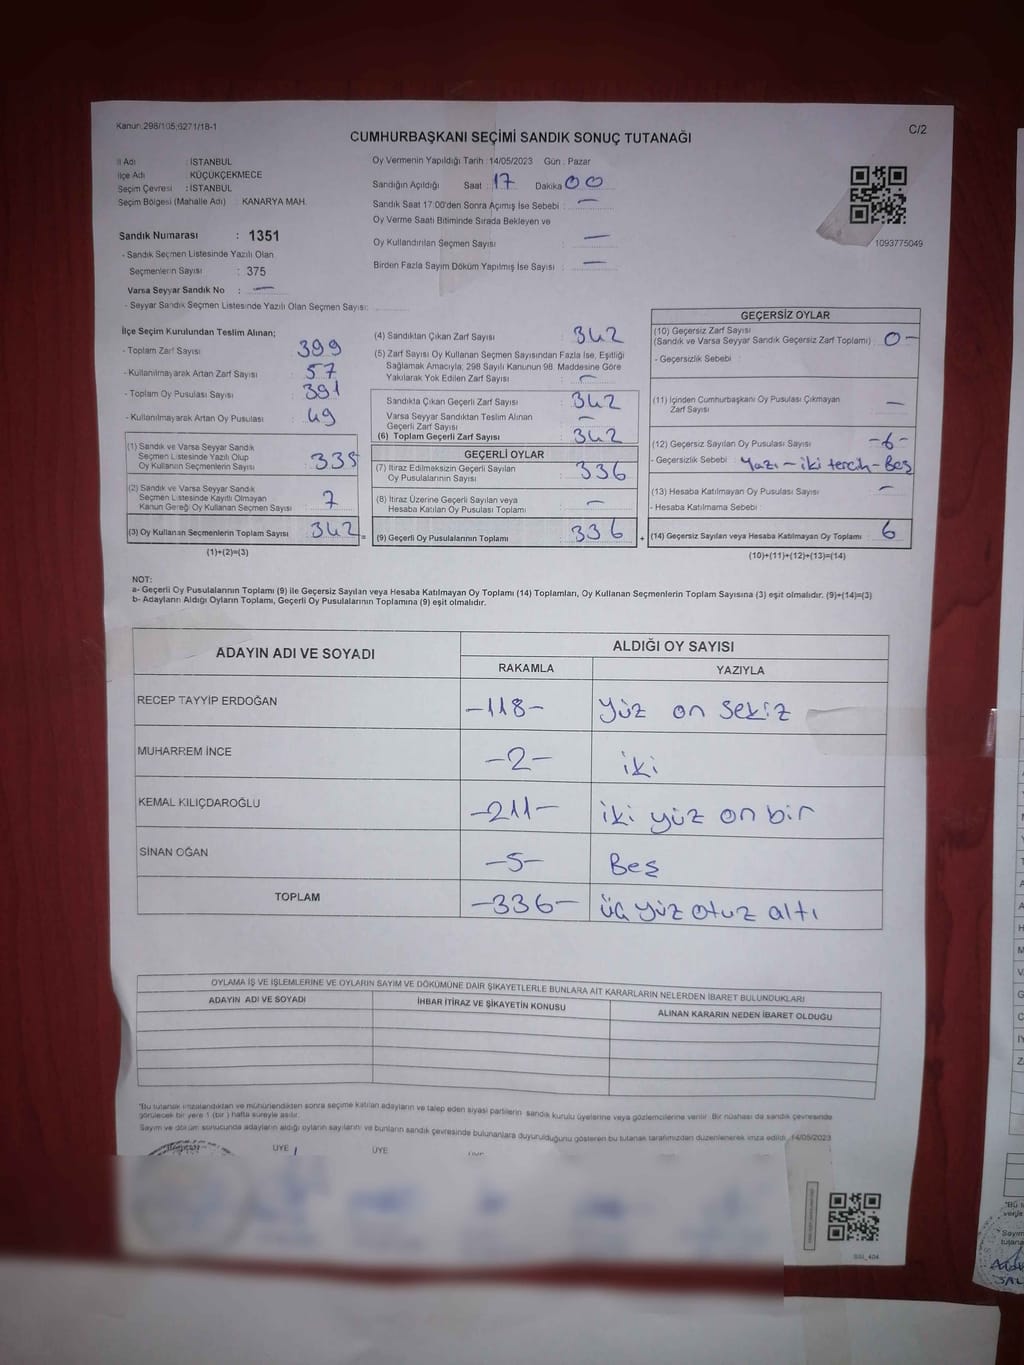 Kanun:298/105;6271/18-1
C/2
CUMHURBAŞKANI SEÇİMİ SANDIK SONUÇ TUTANAĞI
İl Adı : İSTANBUL
İlçe Adı : KÜÇÜKÇEKMECE
Seçim Çevresi : İSTANBUL
Seçim Bölgesi (Mahalle Adı) KANARYA MAH.
Sandık Numarası : 1351
- Sandık Seçmen Listesinde Yazılı Olan
Seçmenlerin Sayısı : 375
Varsa Seyyar Sandık No : —
- Seyyar Sandık Seçmen Listesinde Yazılı Olan Seçmen Sayısı:
Oy Vermenin Yapıldığı Tarih :14/05/2023 Gün : Pazar
Sandığın Açıldığı Saat : 17 Dakika 00
Sandık Saat 17:00'den Sonra Açımış İse Sebebi : —
Oy Verme Saati Bitiminde Sırada Bekleyen ve
Oy Kullandırılan Seçmen Sayısı : —
Birden Fazla Sayım Döküm Yapılmış İse Sayısı : —
1093775049
İlçe Seçim Kurulundan Teslim Alınan;
- Toplam Zarf Sayısı : 399
- Kullanılmayarak Artan Zarf Sayısı : 57
- Toplam Oy Pusulası Sayısı : 391
- Kullanılmayarak Artan Oy Pusulası : 49
(1) Sandık ve Varsa Seyyar Sandık
Seçmen Listesinde Yazılı Olup
Oy Kullanan Seçmenlerin Sayısı : 335
(2) Sandık ve Varsa Seyyar Sandık
Seçmen Listesinde Kayıtlı Olmayan
Kanun Gereği Oy Kullanan Seçmen Sayısı : 7
(3) Oy Kullanan Seçmenlerin Toplam Sayısı : 342
(1)+(2)=(3)
(4) Sandıktan Çıkan Zarf Sayısı : 342
(5) Zarf Sayısı Oy Kullanan Seçmen Sayısından Fazla İse, Eşitliği
Sağlamak Amacıyla; 298 Sayılı Kanunun 98. Maddesine Göre
Yakılarak Yok Edilen Zarf Sayısı : —
Sandıkta Çıkan Geçerli Zarf Sayısı : 342
Varsa Seyyar Sandıktan Teslim Alınan
Geçerli Zarf Sayısı : —
(6) Toplam Geçerli Zarf Sayısı : 342
GEÇERLİ OYLAR
(7) İtiraz Edilmeksizin Geçerli Sayılan
Oy Pusulalarının Sayısı : 336
(8) İtiraz Üzerine Geçerli Sayılan veya
Hesaba Katılan Oy Pusulası Toplamı : —
(9) Geçerli Oy Pusulalarının Toplamı : 336
GEÇERSİZ OYLAR
(10) Geçersiz Zarf Sayısı
(Sandık ve Varsa Seyyar Sandık Geçersiz Zarf Toplamı) : 0 —
- Geçersizlik Sebebi :
(11) İçinden Cumhurbaşkanı Oy Pusulası Çıkmayan
Zarf Sayısı : —
(12) Geçersiz Sayılan Oy Pusulası Sayısı : -6-
- Geçersizlik Sebebi : Yazı - iki tercih - Beş
(13) Hesaba Katılmayan Oy Pusulası Sayısı : —
- Hesaba Katılmama Sebebi :
(14) Geçersiz Sayılan veya Hesaba Katılmayan Oy Toplamı : 6
(10)+(11)+(12)+(13)=(14)
NOT:
a- Geçerli Oy Pusulalarının Toplamı (9) ile Geçersiz Sayılan veya Hesaba Katılmayan Oy Toplamı (14) Toplamları, Oy Kullanan Seçmenlerin Toplam Sayısına (3) eşit olmalıdır. (9)+(14)=(3)
b- Adayların Aldığı Oyların Toplamı, Geçerli Oy Pusulalarının Toplamına (9) eşit olmalıdır.
ADAYIN ADI VE SOYADI
ALDIĞI OY SAYISI
RAKAMLA YAZIYLA
RECEP TAYYİP ERDOĞAN -118- Yüz on sekiz
MUHARREM İNCE -2- iki
KEMAL KILIÇDAROĞLU -211- iki yüz on bir
SİNAN OĞAN -5- Beş
TOPLAM -336- üç yüz otuz altı
OYLAMA İŞ VE İŞLEMLERİNE VE OYLARIN SAYIM VE DÖKÜMÜNE DAİR ŞİKAYETLERLE BUNLARA AİT KARARLARIN NELERDEN İBARET BULUNDUKLARI
ADAYIN ADI VE SOYADI İHBAR İTİRAZ VE ŞİKAYETİN KONUSU ALINAN KARARIN NEDEN İBARET OLDUĞU
"Bu tutanak imzalandıktan ve mühürlendikten sonra seçime katılan adayların ve talep eden siyasi partilerin sandık kurulu üyelerine veya gözlemcilerine verilir. Bir nüshası da sandık çevresinde
görülecek bir yere 1 (bir) hafta süreyle asılır.
Sayım ve döküm sonucunda adayların aldığı oyların sayılarını ve bunların sandık çevresinde bulunanlara duyurulduğunu gösteren bu tutanak tarafımızdan düzenlenerek imza edildi. 14/05/2023
ÜYE ÜYE